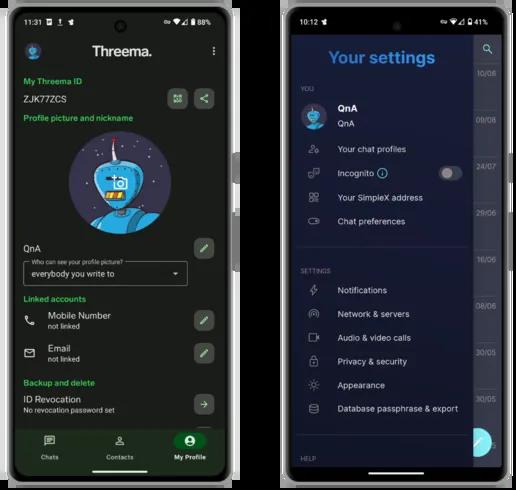 11:31
88%
Threema.
My Threema ID
ZJK77ZCS
Profile picture and nickname
QnA
Who can see your profile picture?
everybody you write to
Linked accounts
Mobile Number
not linked
Email
not linked
Backup and delete
ID Revocation
No revocation password set
Chats
Contacts
My Profile
10:12
41%
Your settings
YOU
QnA
QnA
Your chat profiles
Incognito
Your SimpleX address
Chat preferences
SETTINGS
Notifications
Network & servers
Audio & video calls
Privacy & security
Appearance
Database passphrase & export
HELP
10/08
09/08
24/07
29/06
16/06
08/06
30/05
30/05